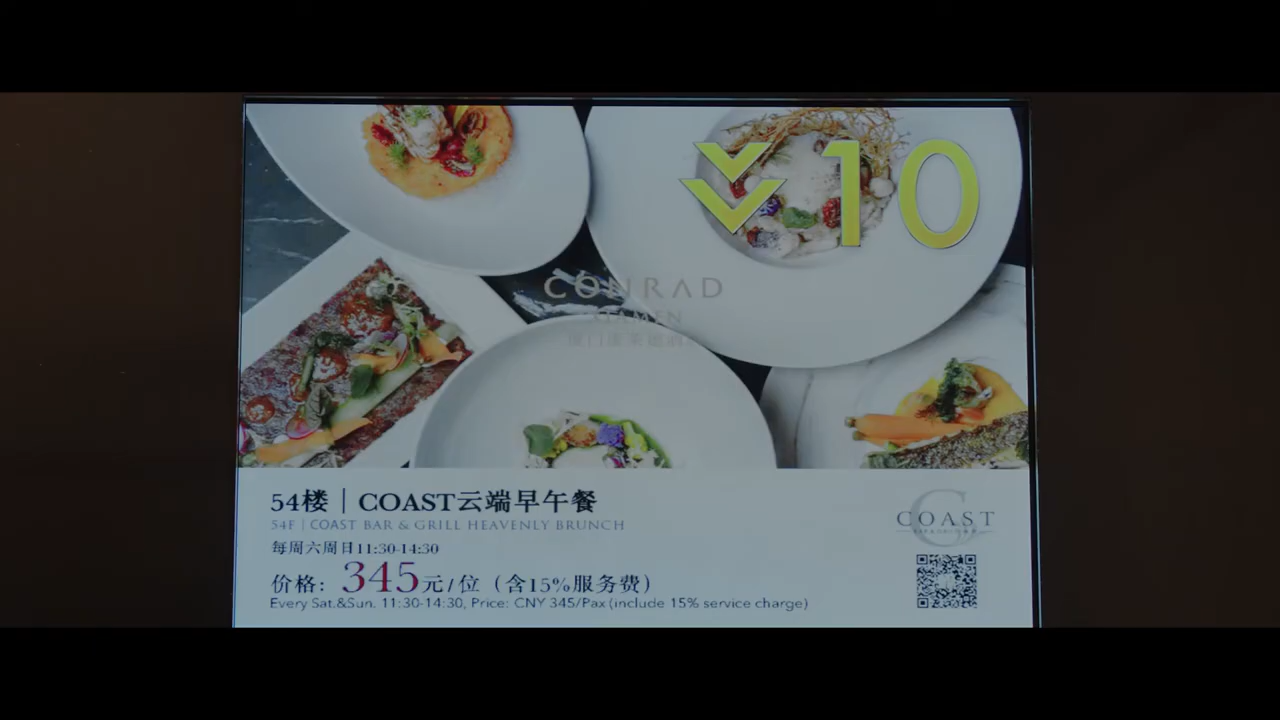 10
CONRAD
XIAMEN
54楼|COAST云端早午餐
54F | COAST BAR & GRILL HEAVENLY BRUNCH
每周六周日11:30-14:30
价格：345元/位（含15%服务费）
Every Sat.&Sun. 11:30-14:30, Price: CNY 345/Pax (include 15% service charge)
COAST